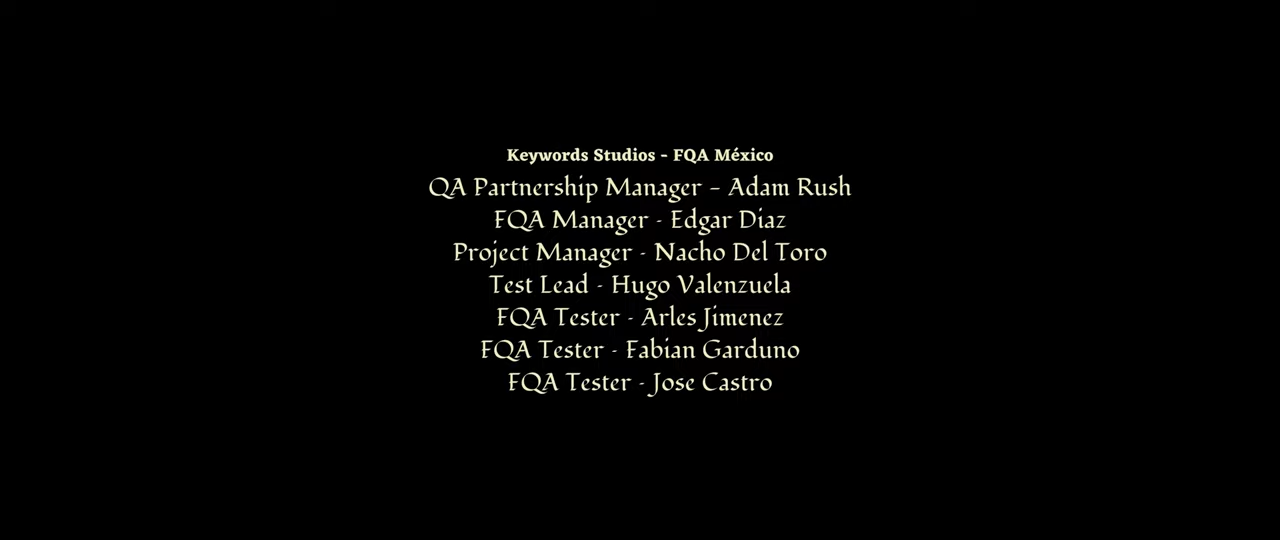 Keywords Studios - FQA México
QA Partnership Manager – Adam Rush
FQA Manager - Edgar Diaz
Project Manager - Nacho Del Toro
Test Lead - Hugo Valenzuela
FQA Tester - Arles Jimenez
FQA Tester - Fabian Garduno
FQA Tester - Jose Castro